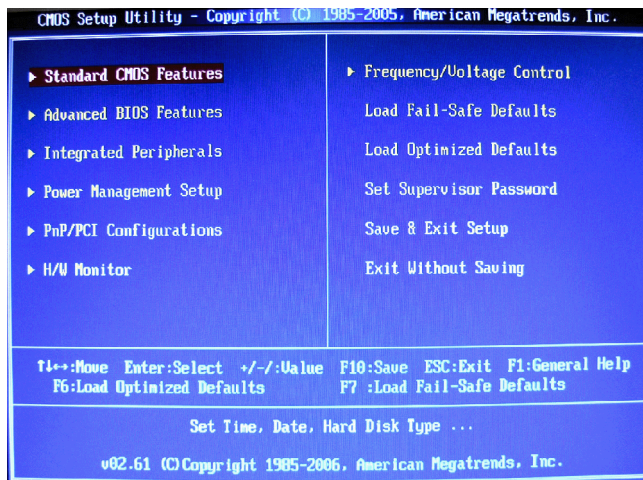 CMOS Setup Utility - Copyright (C) 1985-2005, American Megatrends, Inc.
▶ Standard CMOS Features
▶ Advanced BIOS Features
▶ Integrated Peripherals
▶ Power Management Setup
▶ PnP/PCI Configurations
▶ H/W Monitor
▶ Frequency/Voltage Control
Load Fail-Safe Defaults
Load Optimized Defaults
Set Supervisor Password
Save & Exit Setup
Exit Without Saving
↑↓↔:Move Enter:Select +/-/:Value F10:Save ESC:Exit F1:General Help
F6:Load Optimized Defaults F7 :Load Fail-Safe Defaults
Set Time, Date, Hard Disk Type ...
v02.61 (C)Copyright 1985-2006, American Megatrends, Inc.